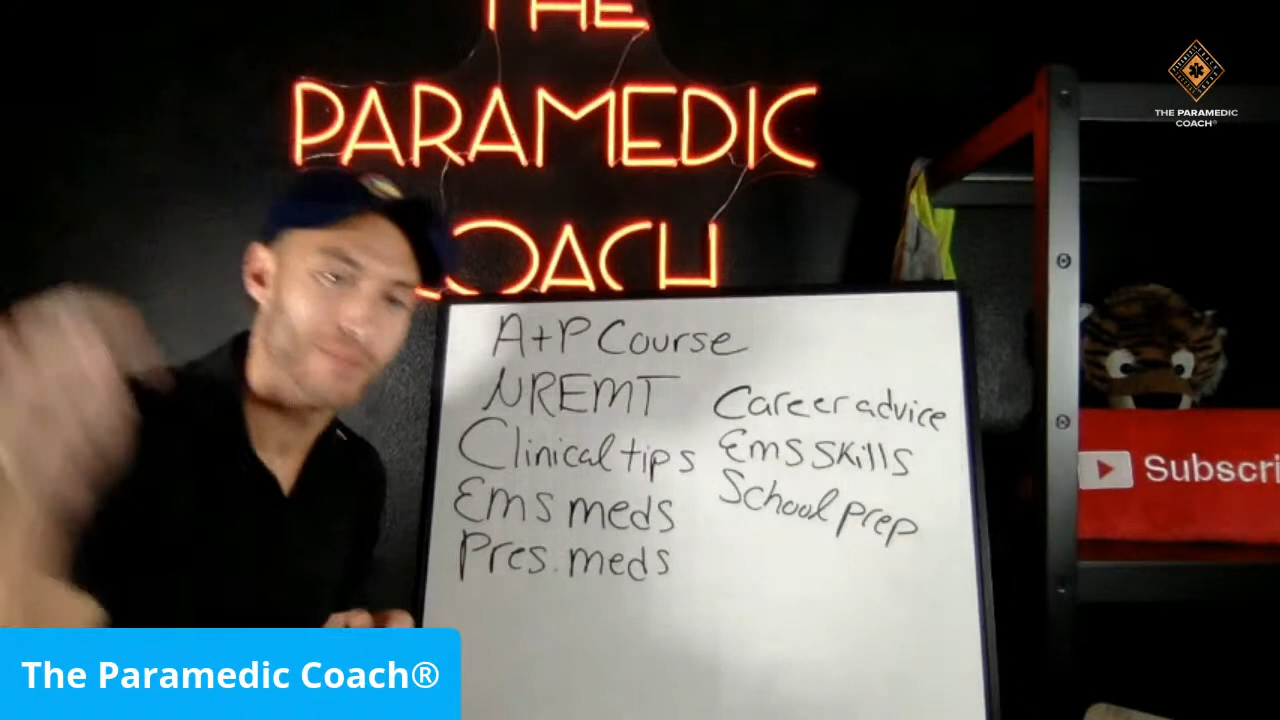 THE
PARAMEDIC
COACH
THE PARAMEDIC
COACH®
A+P Course
NREMT
Clinical tips
Ems meds
Pres. meds
Career advice
Ems skills
School prep
Subscri
The Paramedic Coach®